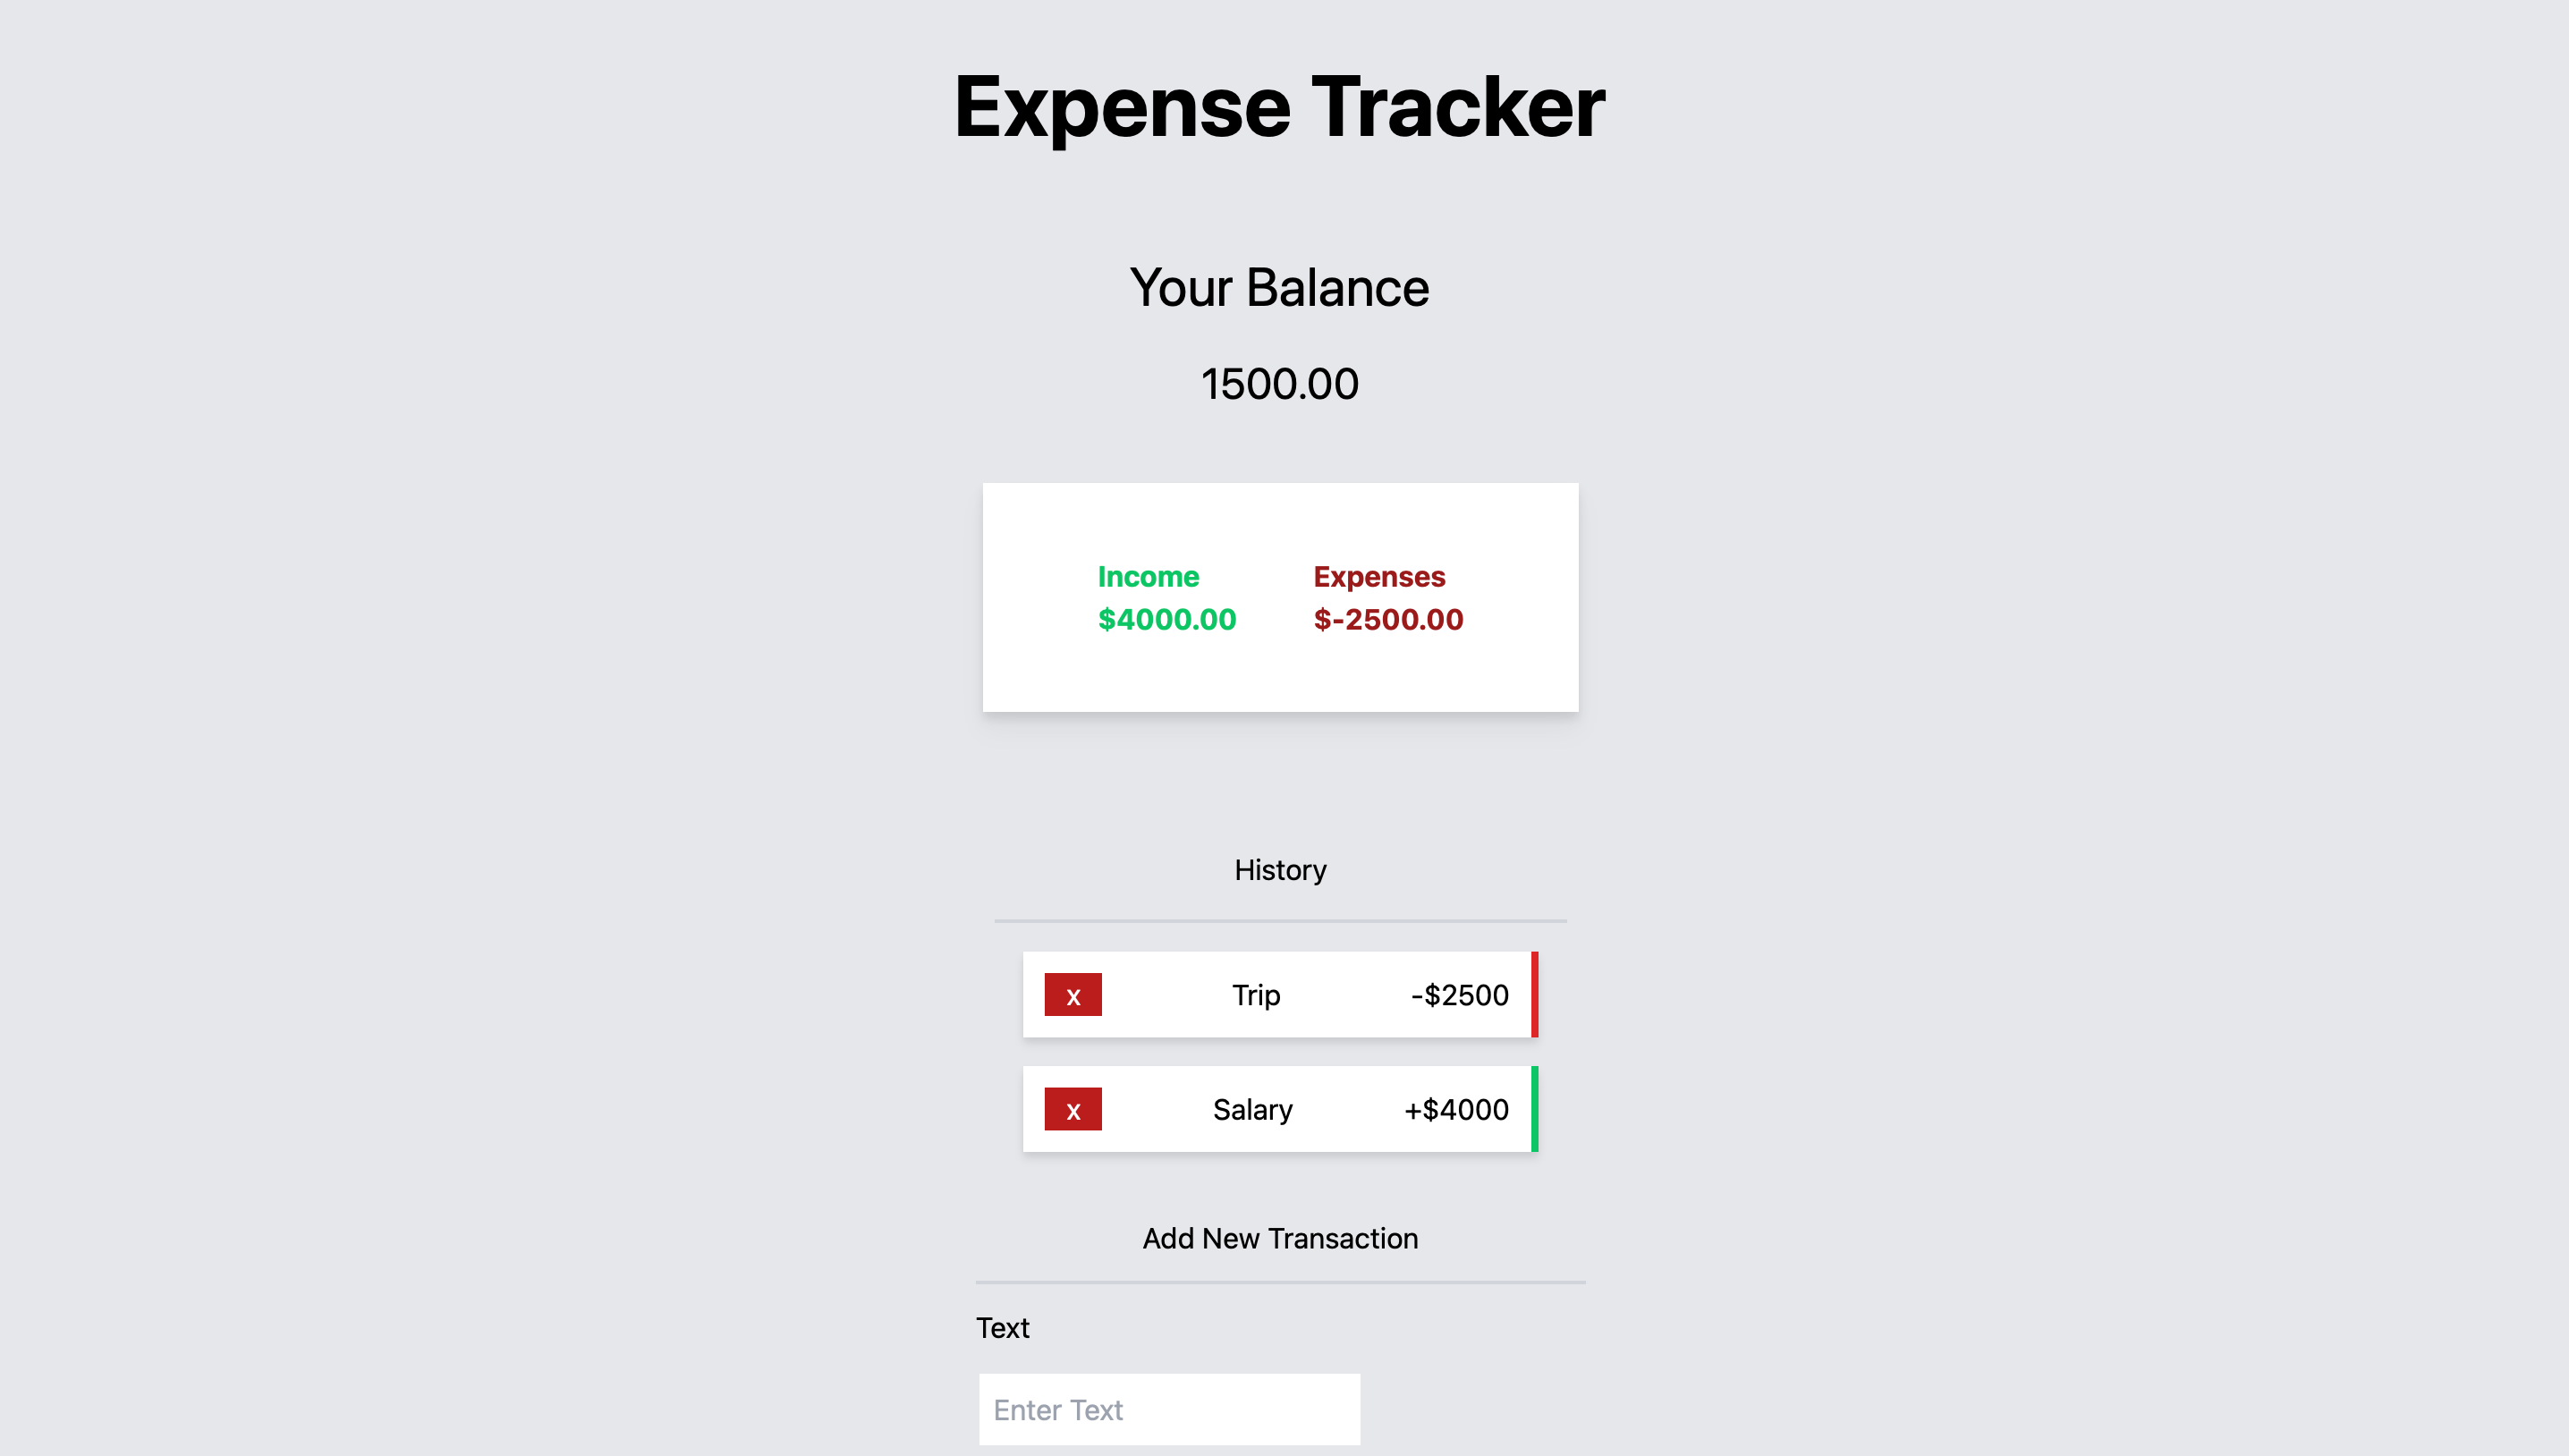 Expense Tracker
Your Balance
1500.00
Income Expenses
$4000.00 $-2500.00
History
x Trip -$2500
x Salary +$4000
Add New Transaction
Text
Enter Text